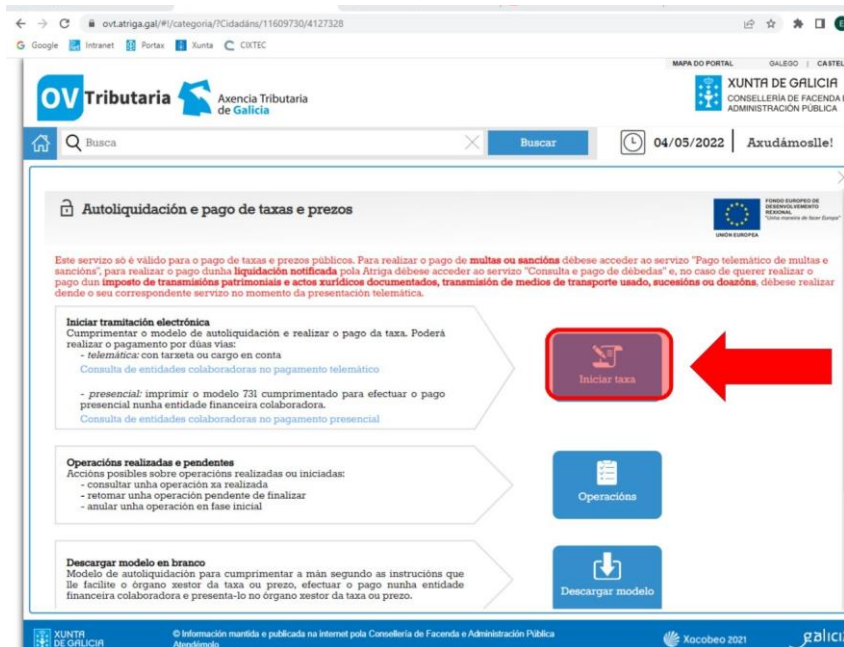 ovt.atriga.gal/#!/categoria/?Cidadáns/11609730/4127328
Google Intranet Portax Xunta CIXTEC
MAPA DO PORTAL GALEGO | CASTEL
OV Tributaria Axencia Tributaria
de Galicia
XUNTA DE GALICIA
CONSELLERÍA DE FACENDA
ADMINISTRACIÓN PÚBLICA
Busca Buscar 04/05/2022 Axudámoslle!
Autoliquidación e pago de taxas e prezos
FONDO EUROPEO DE
DESENVOLVEMENTO
REXIONAL
"Unha maneira de facer Europa"
UNIÓN EUROPEA
Este servizo só é válido para o pago de taxas e prezos públicos. Para realizar o pago de multas ou sancións débese acceder ao servizo "Pago telemático de multas e
sancións", para realizar o pago dunha liquidación notificada pola Atriga débese acceder ao servizo "Consulta e pago de débedas" e, no caso de querer realizar o
pago dun imposto de transmisións patrimoniais e actos xurídicos documentados, transmisión de medios de transporte usado, sucesións ou doazóns, débese realizar
dende o seu correspondente servizo no momento da presentación telemática.
Iniciar tramitación electrónica
Cumprimentar o modelo de autoliquidación e realizar o pago da taxa. Poderá
realizar o pagamento por dúas vías:
- telemática: con tarxeta ou cargo en conta
Consulta de entidades colaboradoras no pagamento telemático
- presencial: imprimir o modelo 731 cumprimentado para efectuar o pago
presencial nunha entidade financeira colaboradora.
Consulta de entidades colaboradoras no pagamento presencial
Iniciar taxa
Operacións realizadas e pendentes
Accións posibles sobre operacións realizadas ou iniciadas:
- consultar unha operación xa realizada
- retomar unha operación pendente de finalizar
- anular unha operación en fase inicial
Operacións
Descargar modelo en branco
Modelo de autoliquidación para cumprimentar a mán segundo as instrucións que
lle facilite o órgano xestor da taxa ou prezo, efectuar o pago nunha entidade
financeira colaboradora e presenta-lo no órgano xestor da taxa ou prezo.
Descargar modelo
XUNTA
DE GALICIA
© Información mantida e publicada na internet pola Consellería de Facenda e Administración Pública
Atendémolo
Xacobeo 2021
galicia